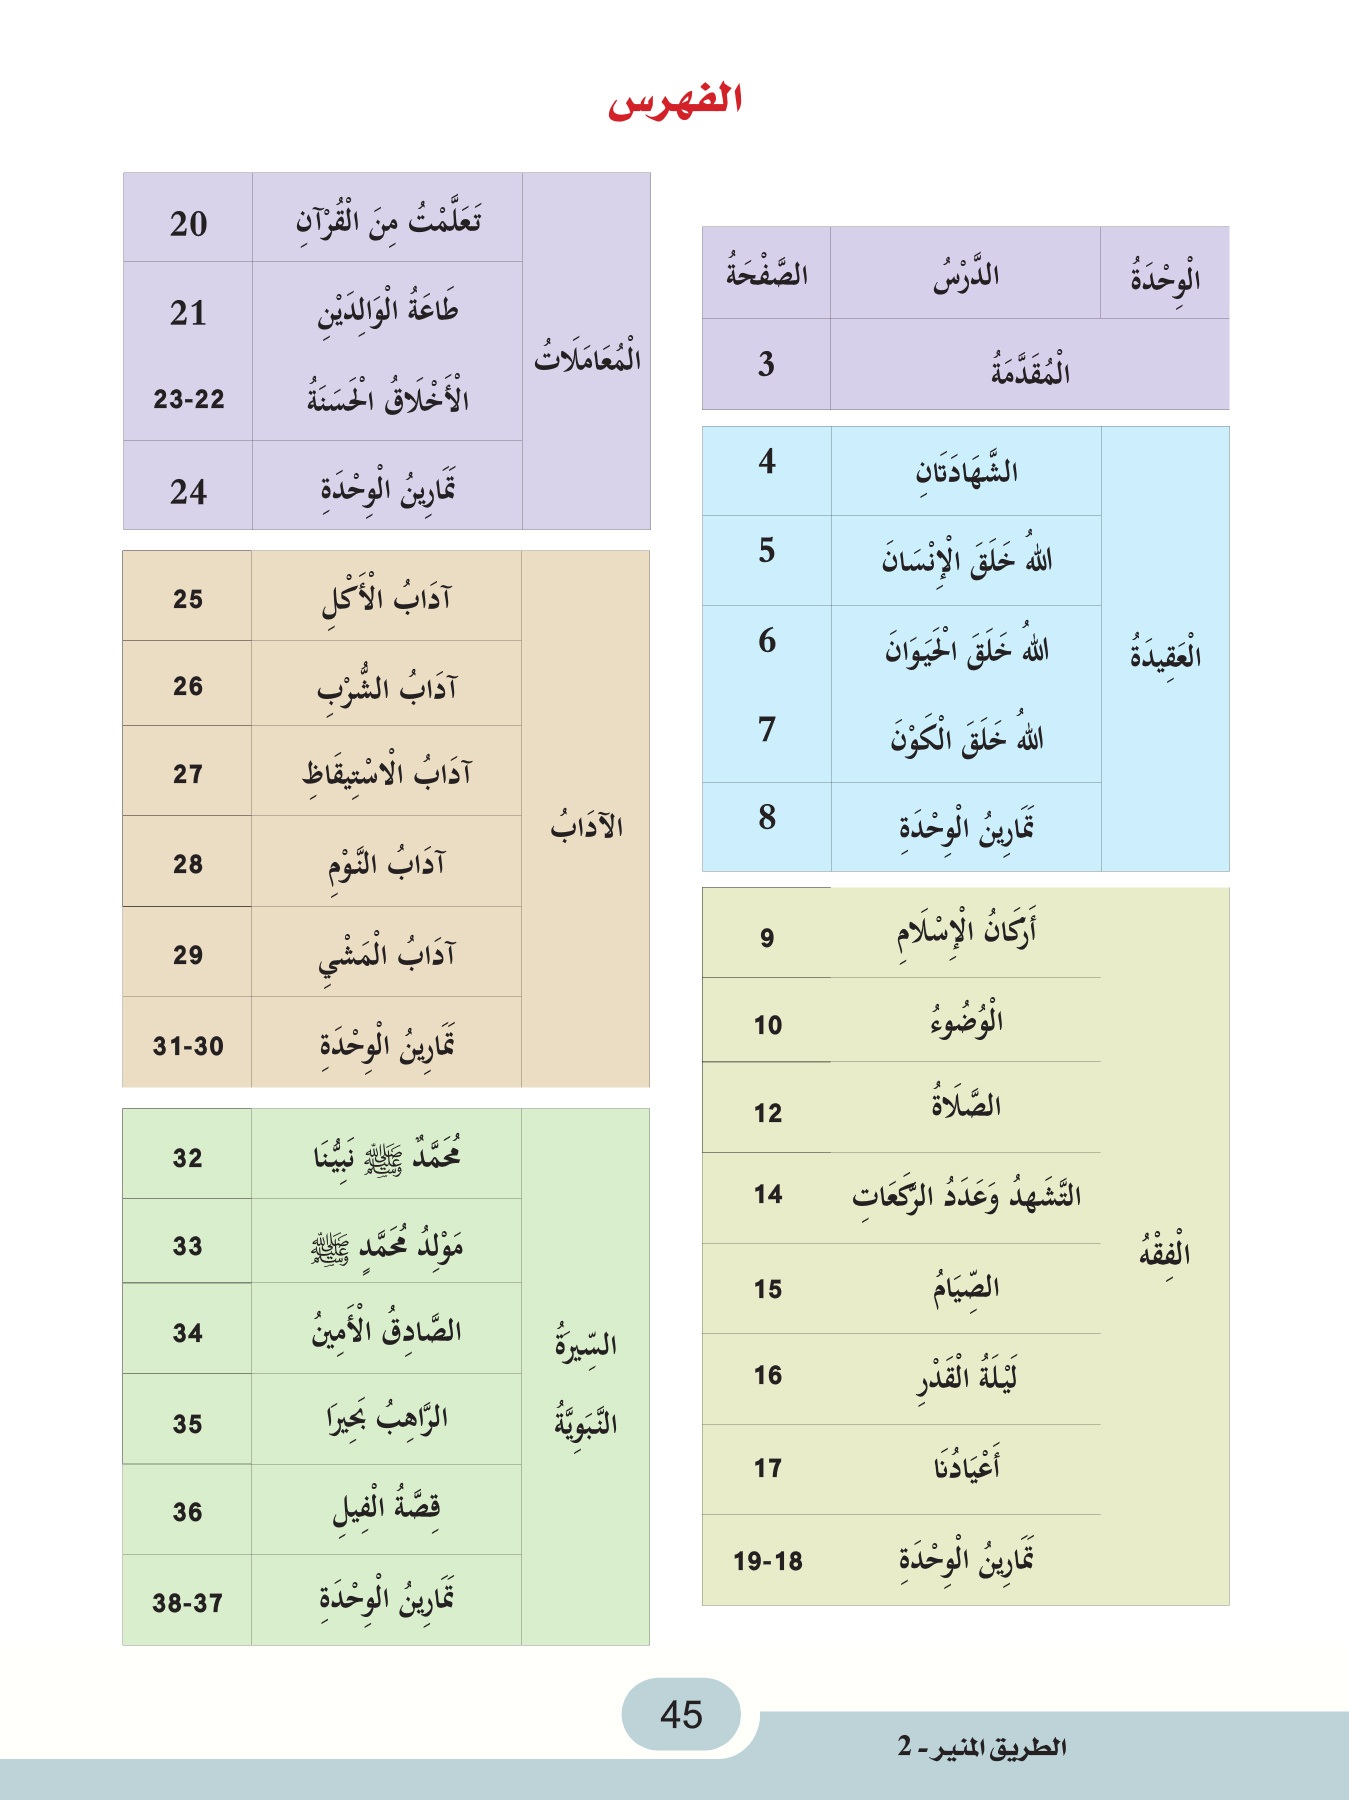 الفهرس
الْوِحْدَةُ الدَّرْسُ الصَّفْحَةُ
الْمُقَدَّمَةُ 3
الْعَقِيدَةُ
الشَّهَادَتَانِ 4
اللهُ خَلَقَ الْإِنْسَانَ 5
اللهُ خَلَقَ الْحَيَوَانَ 6
اللهُ خَلَقَ الْكَوْنَ 7
تَمَارِينُ الْوِحْدَةِ 8
الْفِقْهُ
أَرَكَانُ الْإِسْلَامِ 9
الْوُضُوءُ 10
الصَّلَاةُ 12
التَّشَهدُ وَعَدَدُ الرَّكَعَاتِ 14
الصِّيَامُ 15
لَيْلَةُ الْقَدْرِ 16
أَعْيَادُنَا 17
تَمَارِينُ الْوِحْدَةِ 19-18
الْمُعَامَلَاتُ
تَعَلَّمْتُ مِنَ الْقُرْآنِ 20
طَاعَةُ الْوَالِدَيْنِ 21
الْأَخْلَاقُ الْحَسَنَةُ 23-22
تَمَارِينُ الْوِحْدَةِ 24
الآدَابُ
آدَابُ الْأَكْلِ 25
آدَابُ الشُّرْبِ 26
آدَابُ الْاسْتِيقَاظِ 27
آدَابُ النَّوْمِ 28
آدَابُ الْمَشْيِ 29
تَمَارِينُ الْوِحْدَةِ 31-30
السِّيرَةُ
النَّبَوِيَّةُ
مُحَمَّدٌ ﷺ نَبِيُّنَا 32
مَوْلِدُ مُحَمَّدٍ ﷺ 33
الصَّادِقُ الْأَمِينُ 34
الرَّاهِبُ بَحِيرَا 35
قِصَّةُ الْفِيلِ 36
تَمَارِينُ الْوِحْدَةِ 38-37
45
الطريق المنير - 2